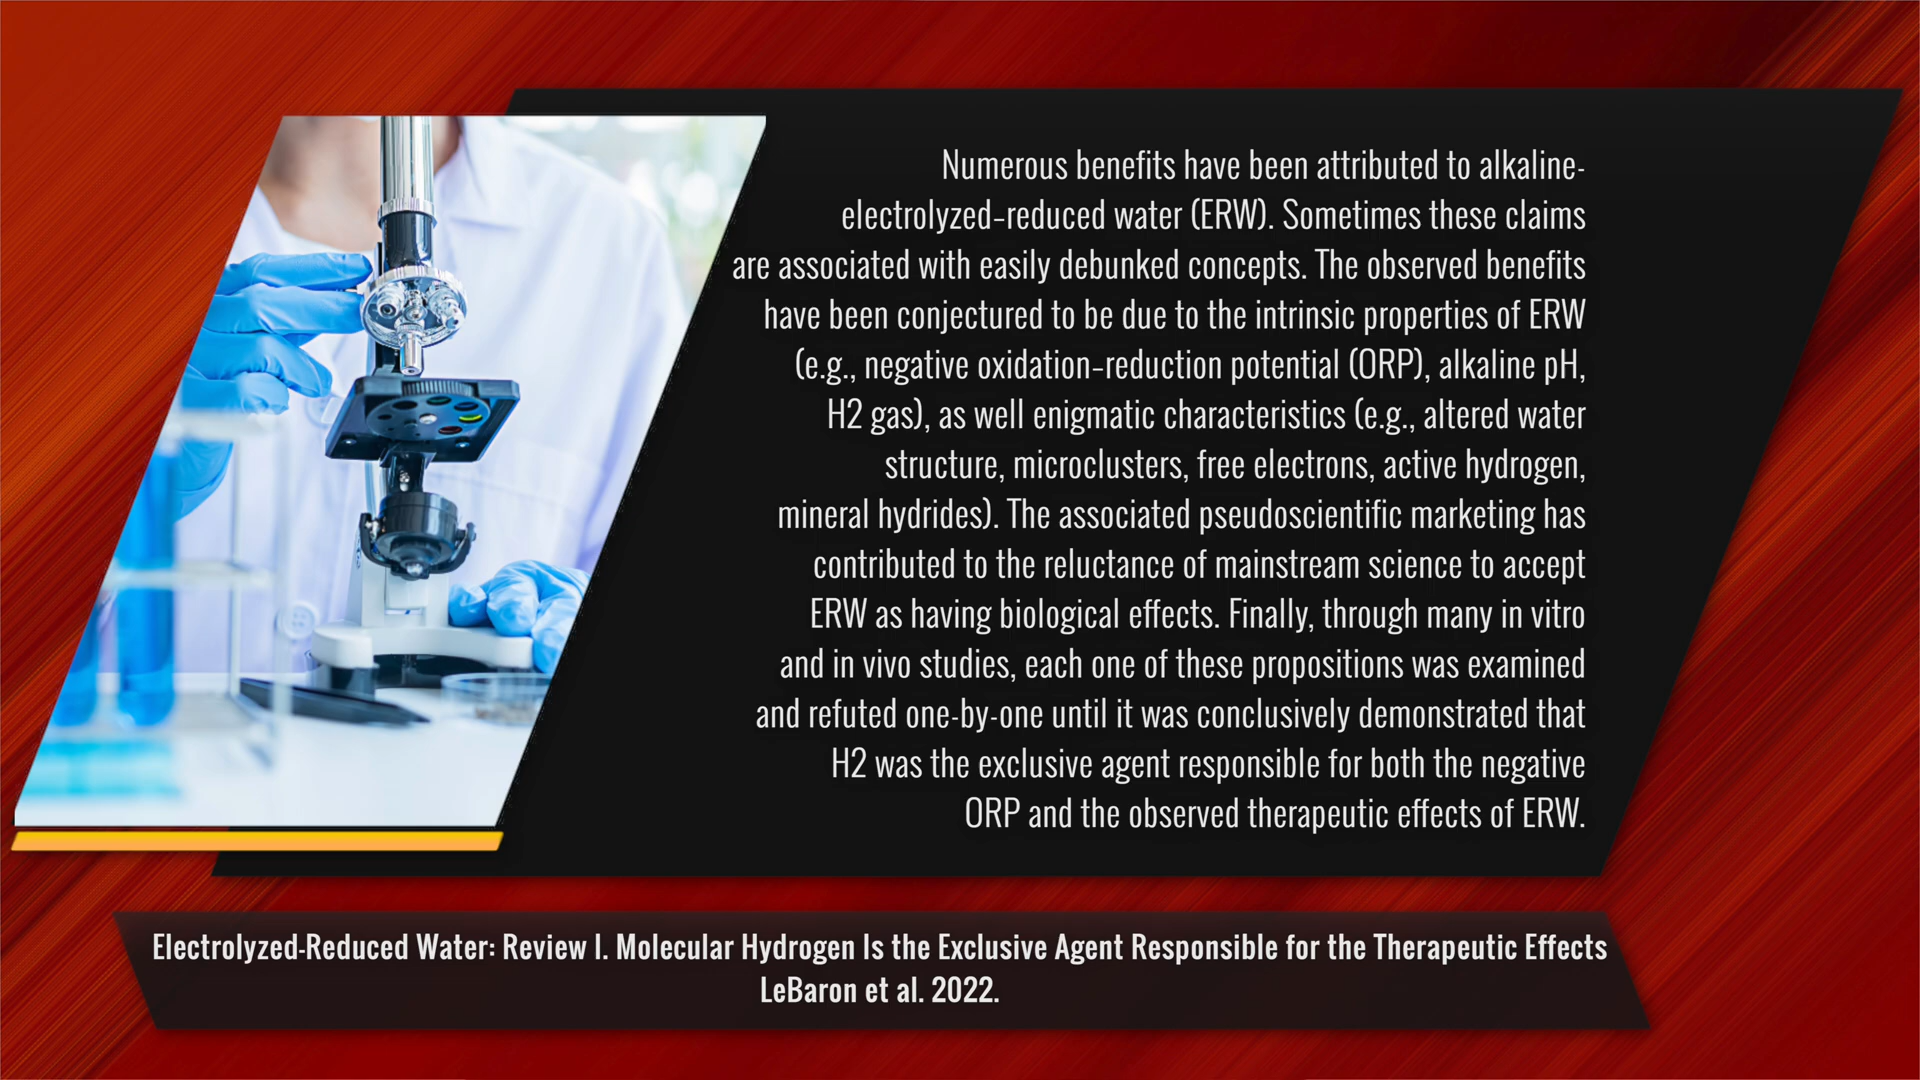 Numerous benefits have been attributed to alkaline-
electrolyzed–reduced water (ERW). Sometimes these claims
are associated with easily debunked concepts. The observed benefits
have been conjectured to be due to the intrinsic properties of ERW
(e.g., negative oxidation–reduction potential (ORP), alkaline pH,
H2 gas), as well enigmatic characteristics (e.g., altered water
structure, microclusters, free electrons, active hydrogen,
mineral hydrides). The associated pseudoscientific marketing has
contributed to the reluctance of mainstream science to accept
ERW as having biological effects. Finally, through many in vitro
and in vivo studies, each one of these propositions was examined
and refuted one-by-one until it was conclusively demonstrated that
H2 was the exclusive agent responsible for both the negative
ORP and the observed therapeutic effects of ERW.
Electrolyzed-Reduced Water: Review I. Molecular Hydrogen Is the Exclusive Agent Responsible for the Therapeutic Effects
LeBaron et al. 2022.